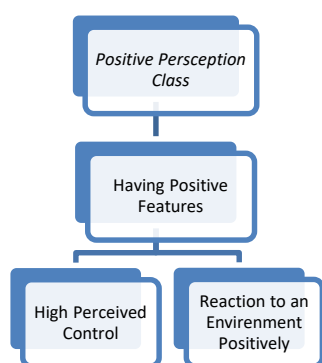 Positive Persception
Class
Having Positive
Features
High Perceived
Control
Reaction to an
Envirenment
Positively